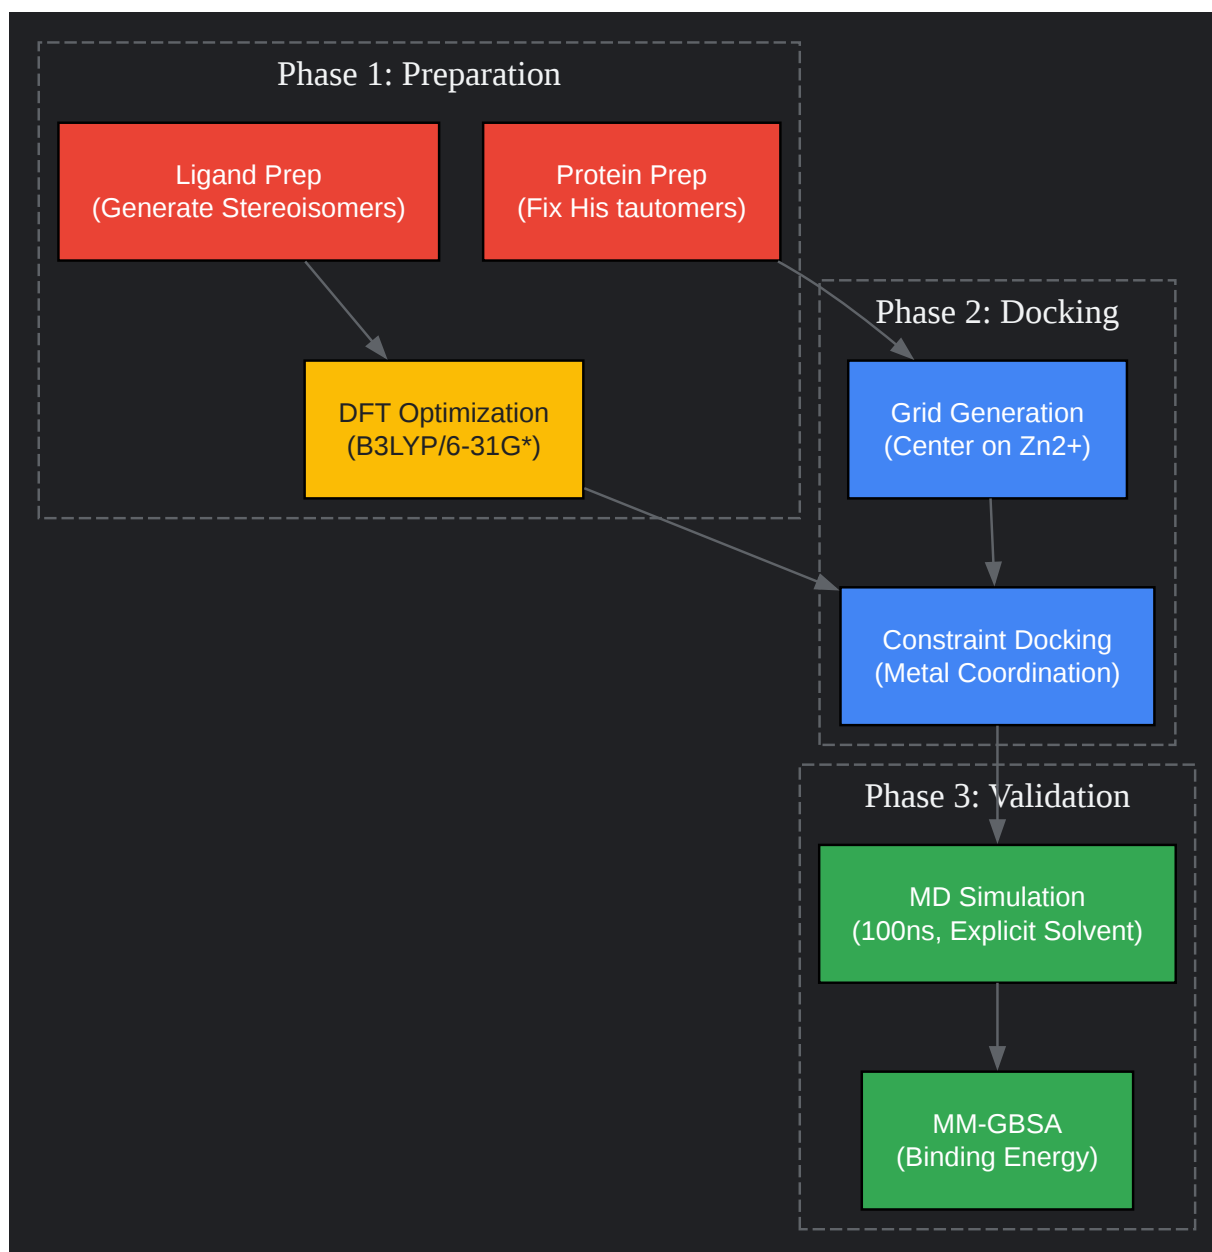 Phase 1: Preparation
Ligand Prep
(Generate Stereoisomers)
Protein Prep
(Fix His tautomers)
DFT Optimization
(B3LYP/6-31G*)
Phase 2: Docking
Grid Generation
(Center on Zn2+)
Constraint Docking
(Metal Coordination)
Phase 3: Validation
MD Simulation
(100ns, Explicit Solvent)
MM-GBSA
(Binding Energy)